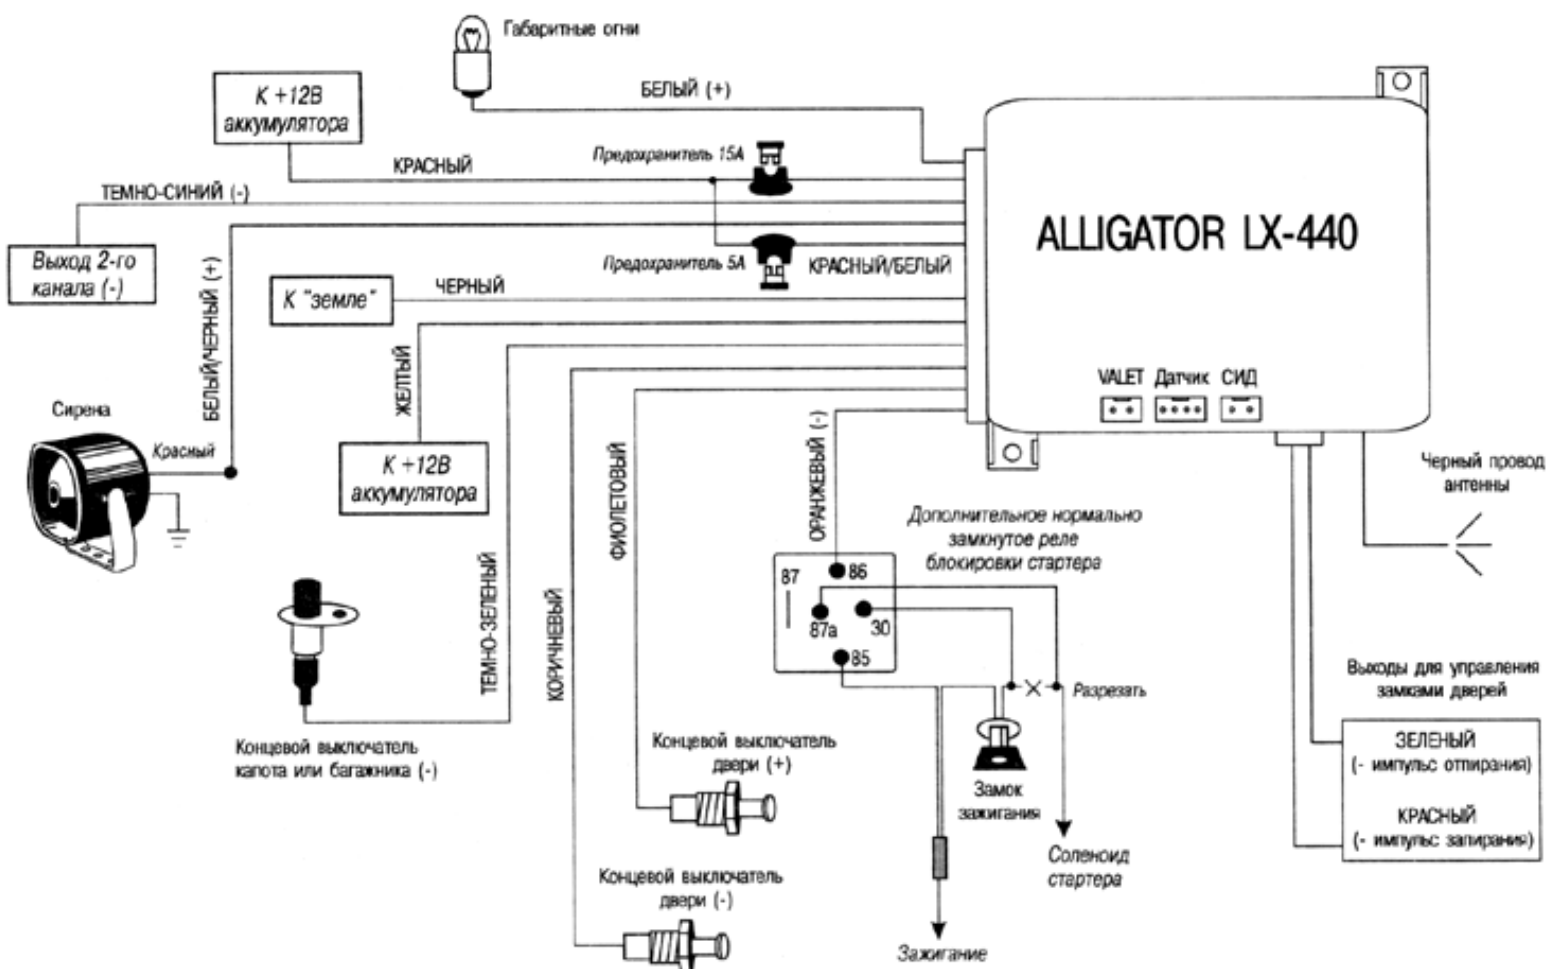 Габаритные огни
К +12В
аккумулятора
БЕЛЫЙ (+)
Предохранитель 15А
КРАСНЫЙ
ТЕМНО-СИНИЙ (-)
ALLIGATOR LX-440
Выход 2-го
канала (-)
БЕЛЫЙ/ЧЕРНЫЙ (+)
Предохранитель 5А
КРАСНЫЙ/БЕЛЫЙ
К "земле"
ЧЕРНЫЙ
ЖЕЛТЫЙ
VALET Датчик СИД
Сирена
Красный
К +12В
аккумулятора
ФИОЛЕТОВЫЙ
ОРАНЖЕВЫЙ (-)
Черный провод
антенны
Дополнительное нормально
замкнутое реле
блокировки стартера
ТЕМНО-ЗЕЛЕНЫЙ
КОРИЧНЕВЫЙ
87
86
87а
30
85
Разрезать
Выходы для управления
замками дверей
ЗЕЛЕНЫЙ
(- импульс отпирания)
КРАСНЫЙ
(- импульс запирания)
Концевой выключатель
капота или багажника (-)
Концевой выключатель
двери (+)
Замок
зажигания
Соленоид
стартера
Концевой выключатель
двери (-)
Зажигание